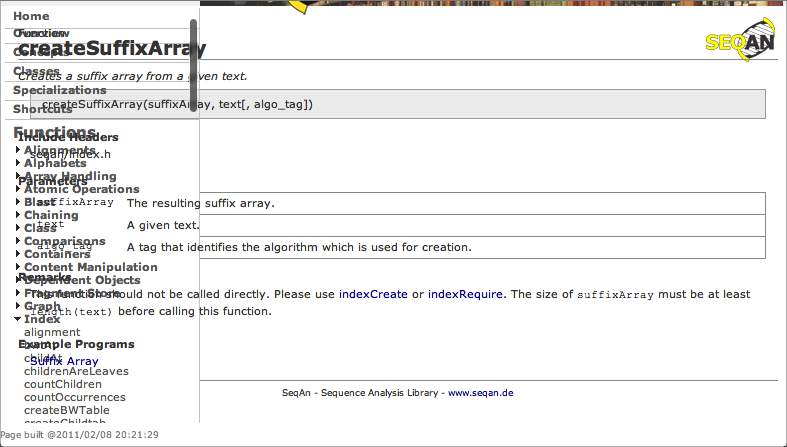 Home
Overview
Concepts
Classes
Specializations
Shortcuts
Functions
Alignments
Alphabets
Array Handling
Atomic Operations
Blast
Chaining
Class
Comparisons
Containers
Content Manipulation
Dependent Objects
Fragment Store
Graph
Index
alignment
childAt
childrenAreLeaves
countChildren
countOccurrences
createBWTable
createChildtab
Page built @2011/02/08 20:21:29
Function
createSuffixArray
SEQAN
Creates a suffix array from a given text.
createSuffixArray(suffixArray, text[, algo_tag])
Include Headers
seqan/index.h
Parameters
suffixArray The resulting suffix array.
text A given text.
algo_tag A tag that identifies the algorithm which is used for creation.
Remarks
This function should not be called directly. Please use indexCreate or indexRequire. The size of suffixArray must be at least
length(text) before calling this function.
Example Programs
Suffix Array
SeqAn - Sequence Analysis Library - www.seqan.de